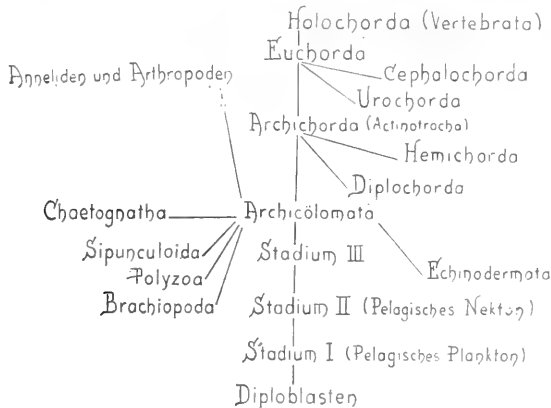 Holochorda (Vertebrata)
Euchorda
Anneliden und Arthropoden
Cephalochorda
Urochorda
Archichorda (Actinotrocha)
Hemichorda
Diplochorda
Chaetognatha
Archicölomata
Sipunculoida
Stadium III
Polyzoa
Echinodermata
Brachiopoda
Stadium II (Pelagisches Nekton)
Stadium I (Pelagisches Plankton)
Diploblasten